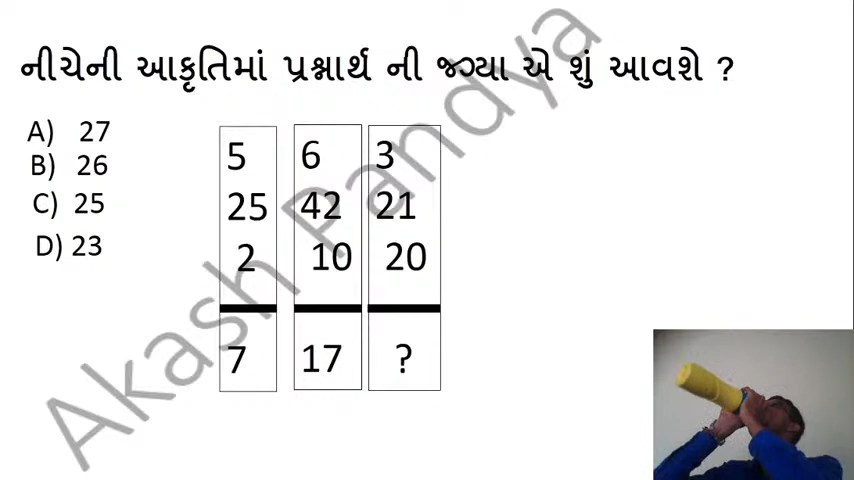 નીચેની આકૃતિમાં પ્રશ્નાર્થ ની જ્ગ્યા એ શું આવશે ?
A) 27
B) 26
C) 25
D) 23
5 6 3
25 42 21
2 10 20
7 17 ?
Akash Pandya